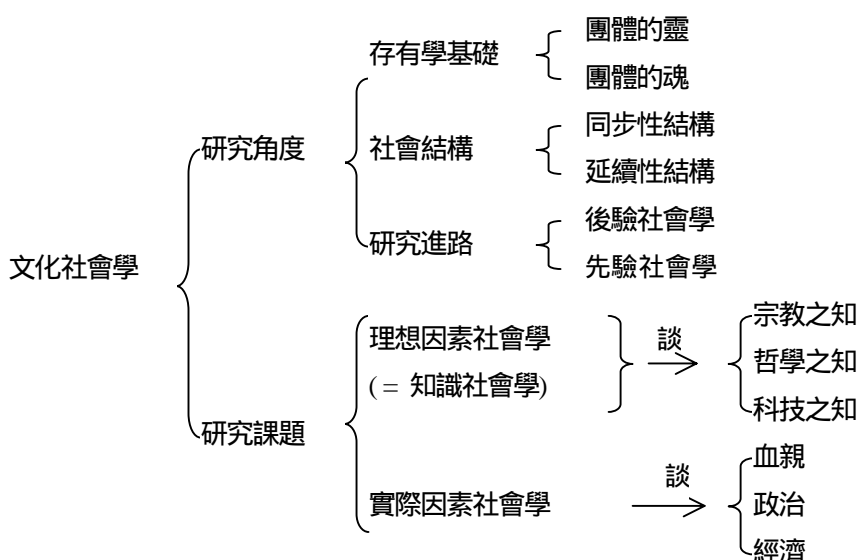 文化社會學
研究角度
存有學基礎
團體的靈
團體的魂
社會結構
同步性結構
延續性結構
研究進路
後驗社會學
先驗社會學
研究課題
理想因素社會學
(= 知識社會學)
談
宗教之知
哲學之知
科技之知
實際因素社會學
談
血親
政治
經濟